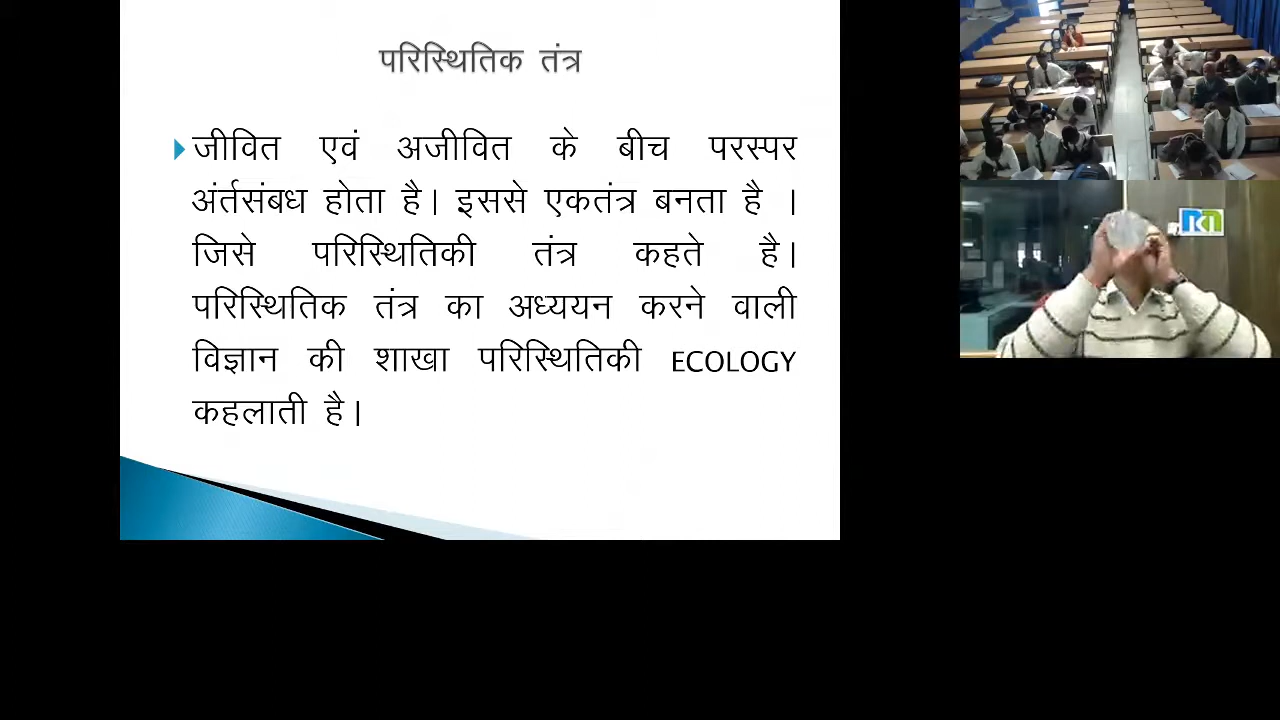 परिस्थितिक तंत्र
जीवित एवं अजीवित के बीच परस्पर
अंर्तसंबध होता है। इससे एकतंत्र बनता है ।
जिसे परिस्थितिकी तंत्र कहते है।
परिस्थितिक तंत्र का अध्ययन करने वाली
विज्ञान की शाखा परिस्थितिकी ECOLOGY
कहलाती है।